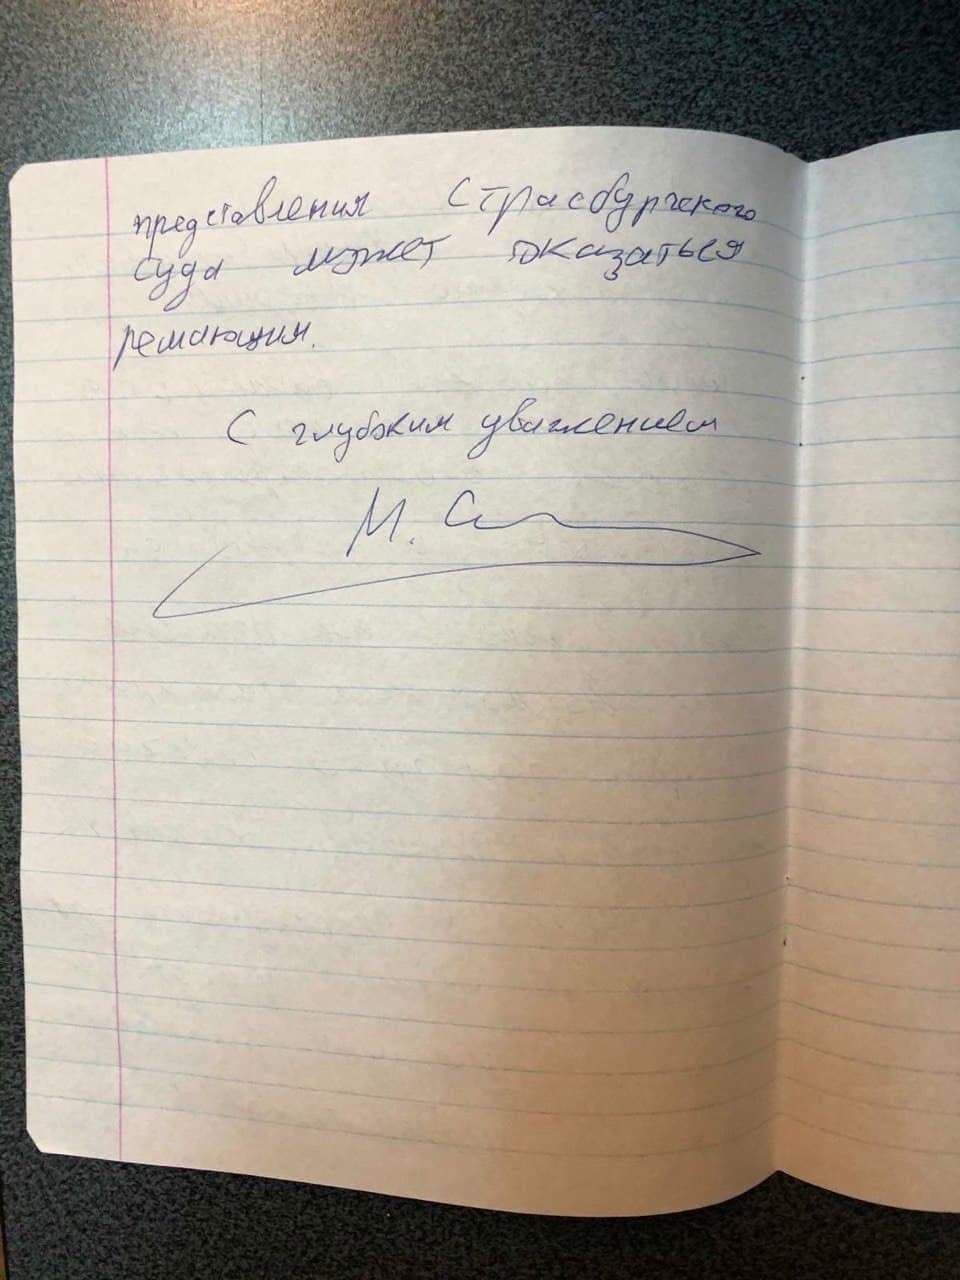 представления Страсбургского
суда может оказаться
решающим.
С глубоким уважением
М. С